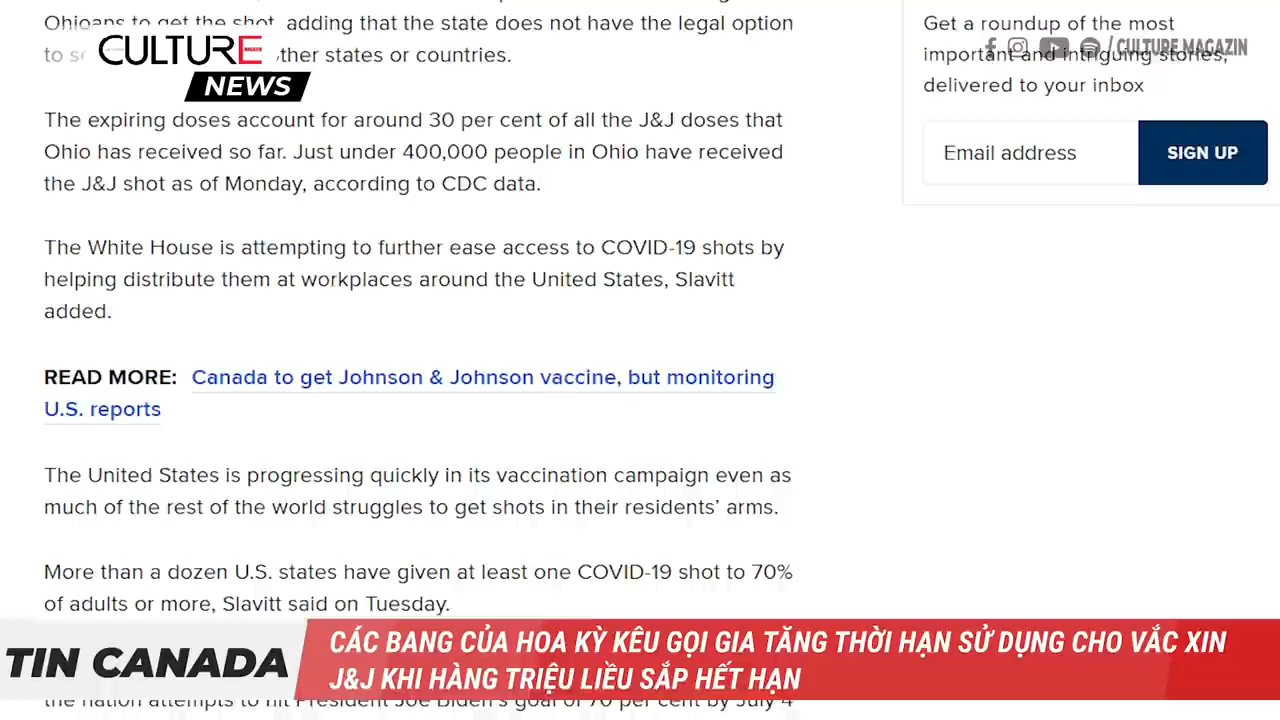 Ohioans to get the shot, adding that the state does not have the legal option
to other states or countries.
CULTURE
NEWS
The expiring doses account for around 30 per cent of all the J&J doses that
Ohio has received so far. Just under 400,000 people in Ohio have received
the J&J shot as of Monday, according to CDC data.
The White House is attempting to further ease access to COVID-19 shots by
helping distribute them at workplaces around the United States, Slavitt
added.
READ MORE: Canada to get Johnson & Johnson vaccine, but monitoring
U.S. reports
The United States is progressing quickly in its vaccination campaign even as
much of the rest of the world struggles to get shots in their residents’ arms.
More than a dozen U.S. states have given at least one COVID-19 shot to 70%
of adults or more, Slavitt said on Tuesday.
the nation attempts to hit President Joe Biden's goal of 70 per cent by July 4
Get a roundup of the most
important and intriguing stories,
delivered to your inbox
/ CULTURE MAGAZIN
Email address
SIGN UP
TIN CANADA
CÁC BANG CỦA HOA KỲ KÊU GỌI GIA TĂNG THỜI HẠN SỬ DỤNG CHO VẮC XIN
J&J KHI HÀNG TRIỆU LIỀU SẮP HẾT HẠN